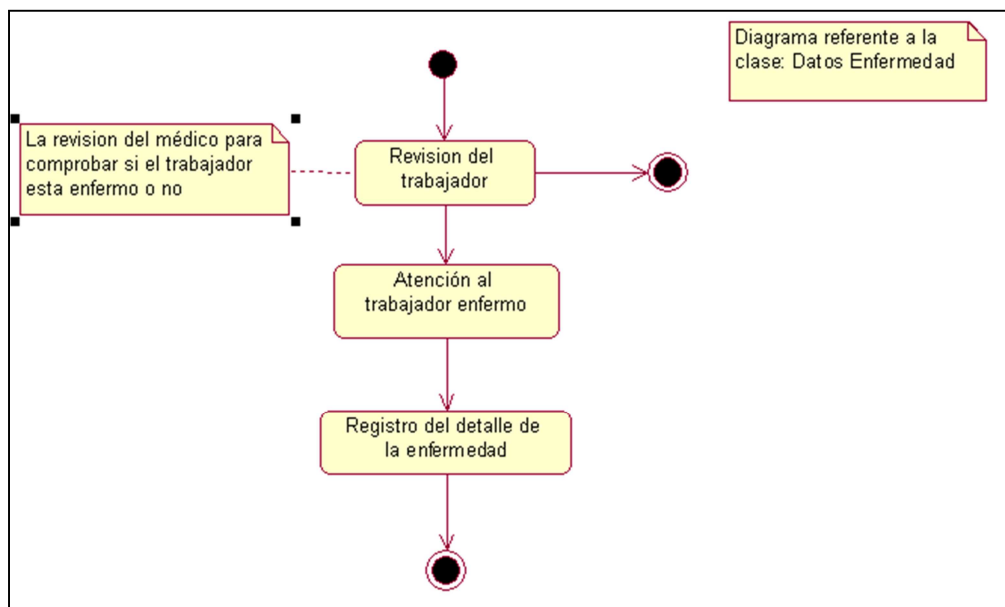 Diagrama referente a la
clase: Datos Enfermedad
La revision del médico para
comprobar si el trabajador
esta enfermo o no
Revision del
trabajador
Atención al
trabajador enfermo
Registro del detalle de
la enfermedad